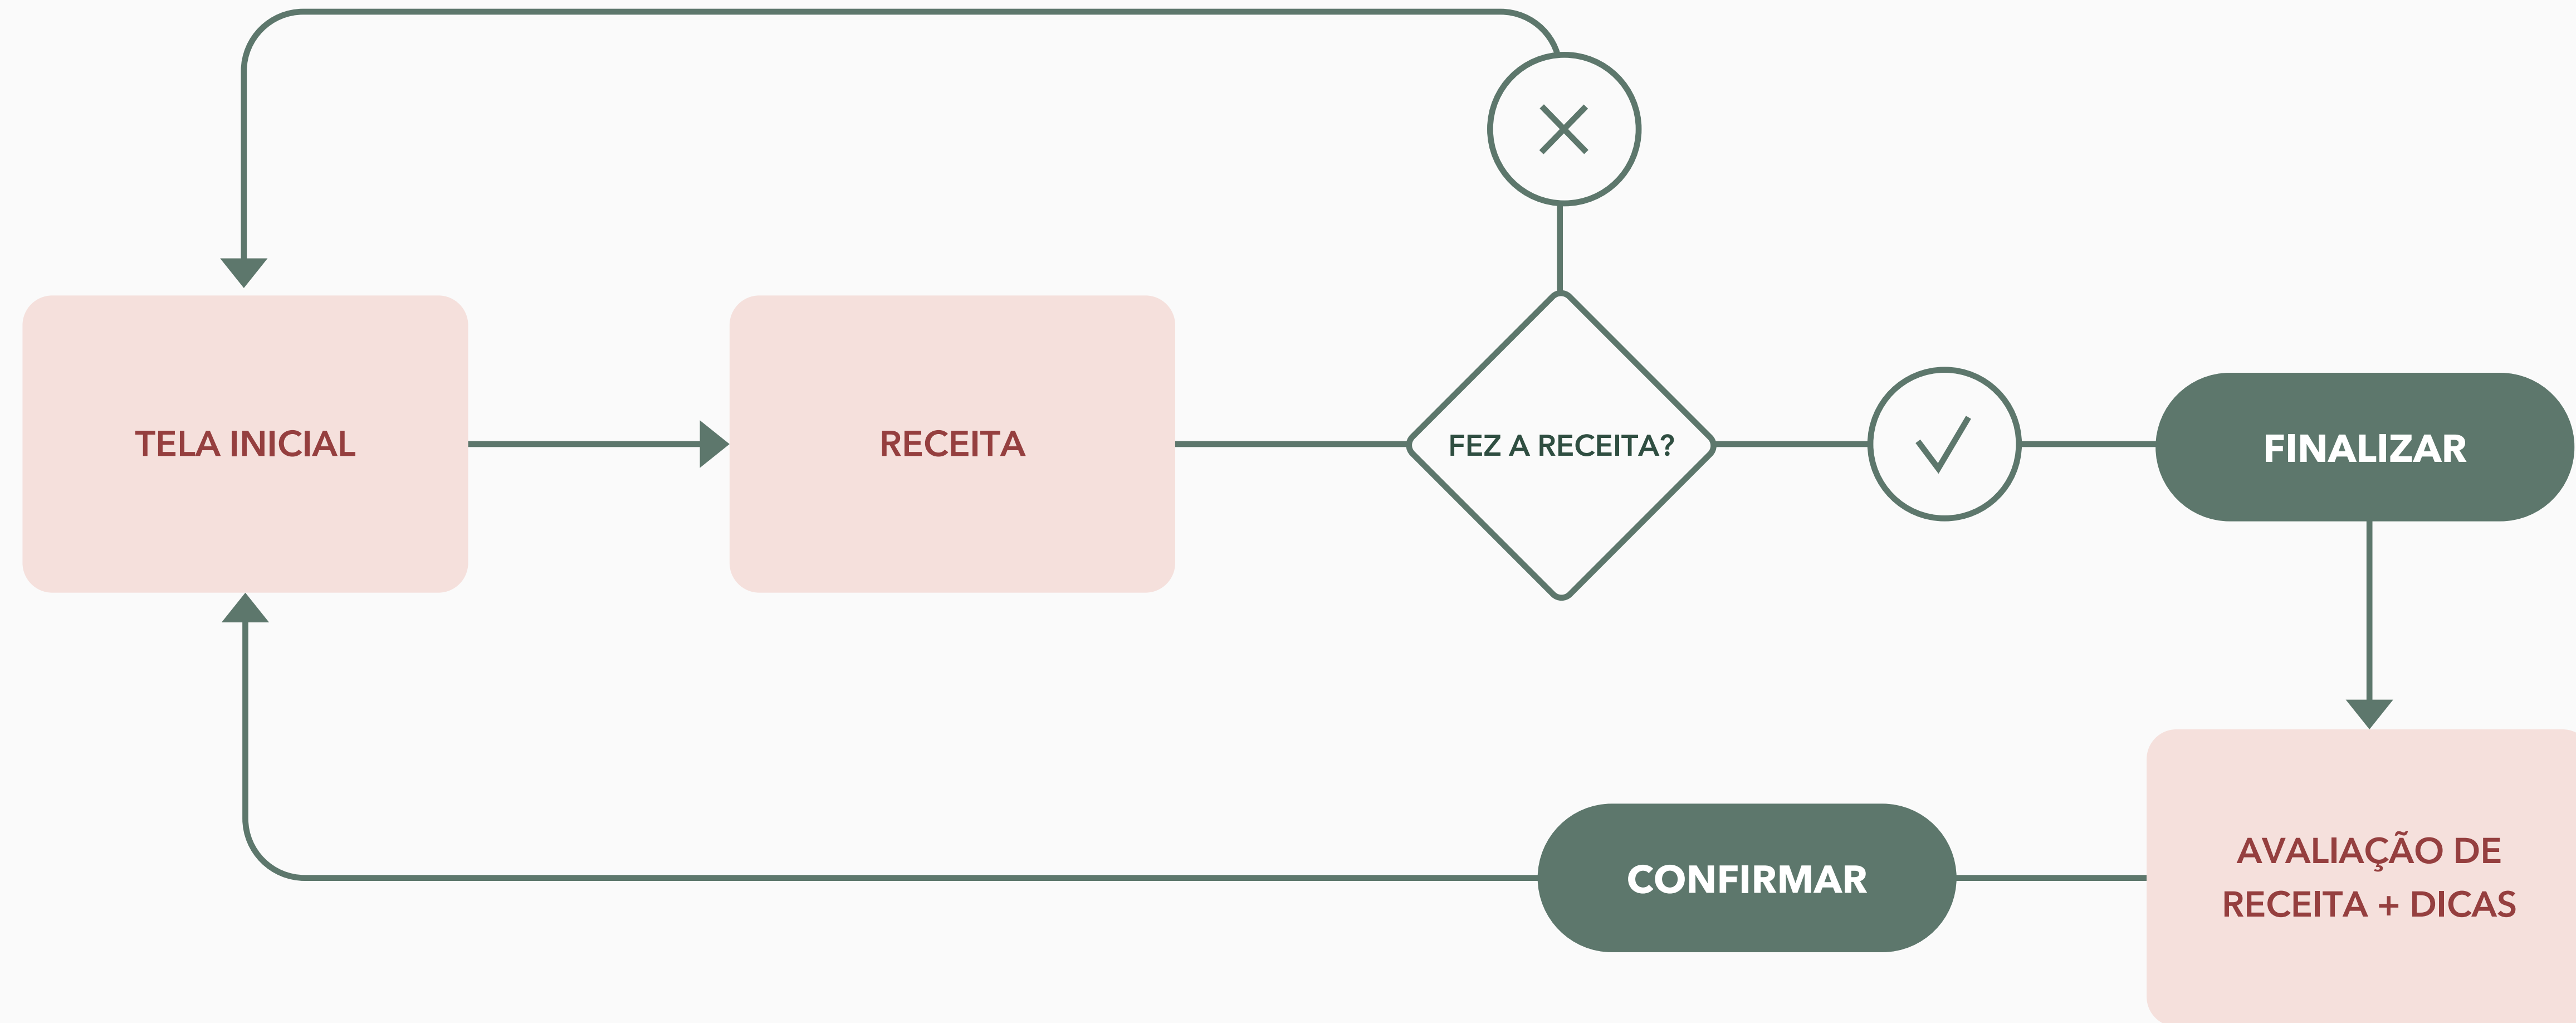 TELA INICIAL
RECEITA
FEZ A RECEITA?
FINALIZAR
CONFIRMAR
AVALIAÇÃO DE
RECEITA + DICAS